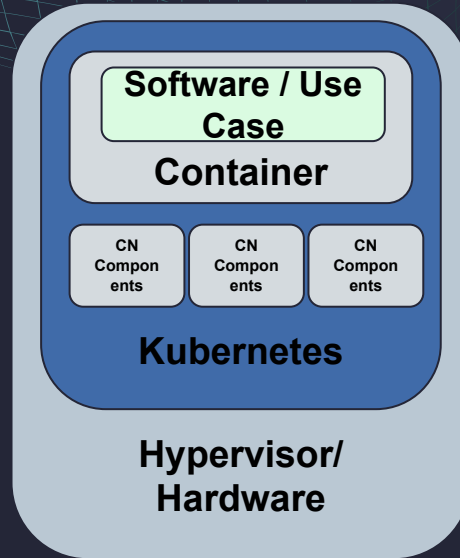 Software / Use
Case
Container
CN
Compon
ents
CN
Compon
ents
CN
Compon
ents
Kubernetes
Hypervisor/
Hardware